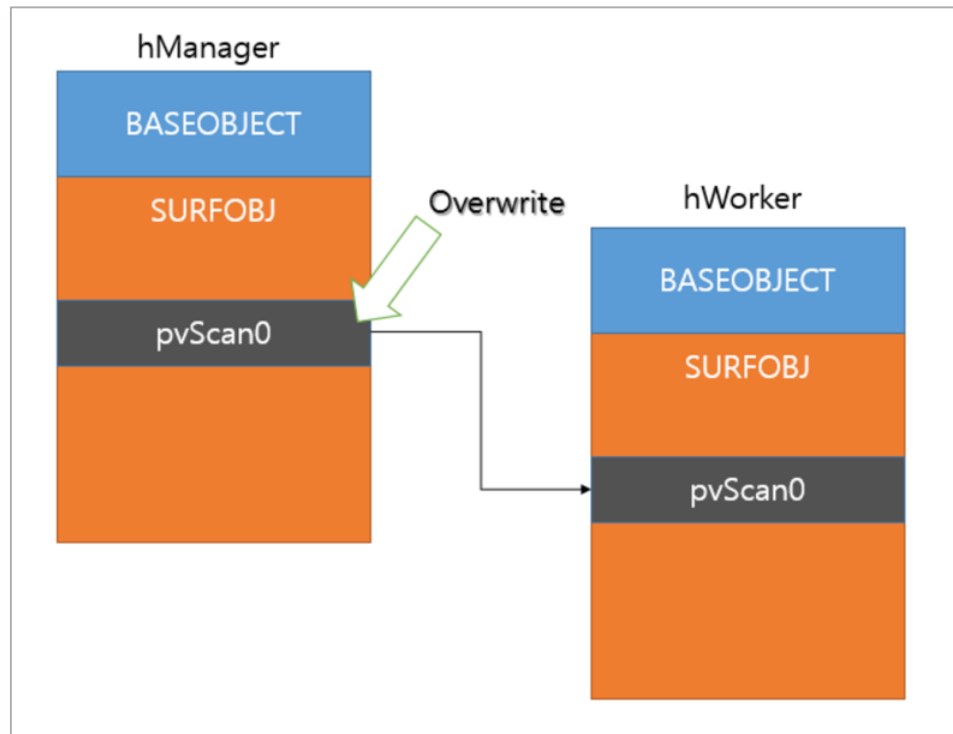 hManager
BASEOBJECT
SURFOBJ
Overwrite
pvScan0
hWorker
BASEOBJECT
SURFOBJ
pvScan0